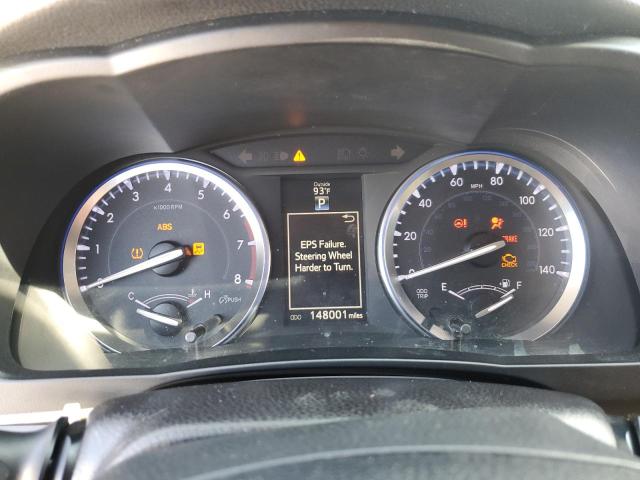 Outside
93°F
P
EPS Failure.
Steering Wheel
Harder to Turn.
ODO 148001 miles
1 2 3 4 5 6 7 8
x1000 RPM
ABS
C H
PUSH
0 20 40 60 80 100 120 140
MPH
BRAKE
CHECK
ODO
TRIP
E F